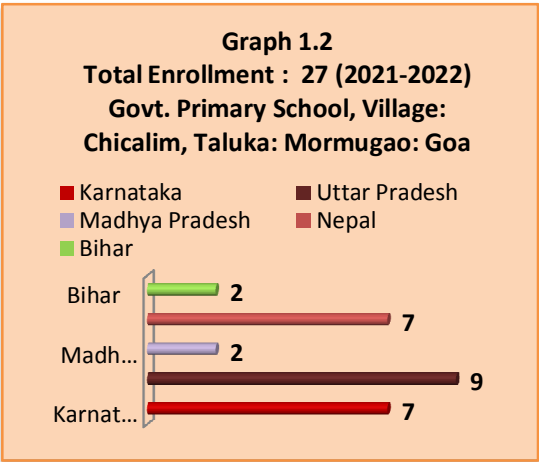 Graph 1.2
Total Enrollment : 27 (2021-2022)
Govt. Primary School, Village:
Chicalim, Taluka: Mormugao: Goa
Karnataka Uttar Pradesh
Madhya Pradesh Nepal
Bihar
Bihar 2
7
Madh... 2
9
Karnat... 7